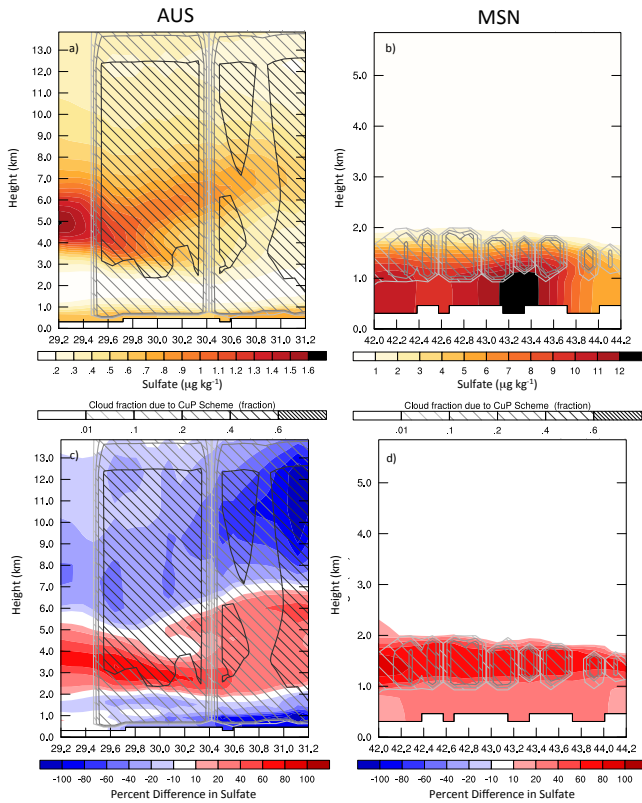 AUS MSN
a) b)
13.0
12.0
11.0
10.0
9.0
8.0
7.0
6.0
5.0
4.0
3.0
2.0
1.0
0.0
Height (km)
5.0
4.0
3.0
2.0
1.0
0.0
Height (km)
29.2 29.4 29.6 29.8 30.0 30.2 30.4 30.6 30.8 31.0 31.2
42.0 42.2 42.4 42.6 42.8 43.0 43.2 43.4 43.6 43.8 44.0 44.2
.2 .3 .4 .5 .6 .7 .8 .9 1 1.1 1.2 1.3 1.4 1.5 1.6
1 2 3 4 5 6 7 8 9 10 11 12
Sulfate (µg kg⁻¹) Sulfate (µg kg⁻¹)
Cloud fraction due to CuP Scheme (fraction) Cloud fraction due to CuP Scheme (fraction)
.01 .1 .2 .4 .6 .01 .1 .2 .4 .6
c) d)
13.0
12.0
11.0
10.0
9.0
8.0
7.0
6.0
5.0
4.0
3.0
2.0
1.0
0.0
Height (km)
5.0
4.0
3.0
2.0
1.0
0.0
29,2 29,4 29,6 29,8 30,0 30,2 30,4 30,6 30,8 31,0 31,2
42,0 42,2 42,4 42,6 42,8 43,0 43,2 43,4 43,6 43,8 44,0 44,2
-100 -80 -60 -40 -20 -10 10 20 40 60 80 100
-100 -80 -60 -40 -20 -10 10 20 40 60 80 100
Percent Difference in Sulfate Percent Difference in Sulfate